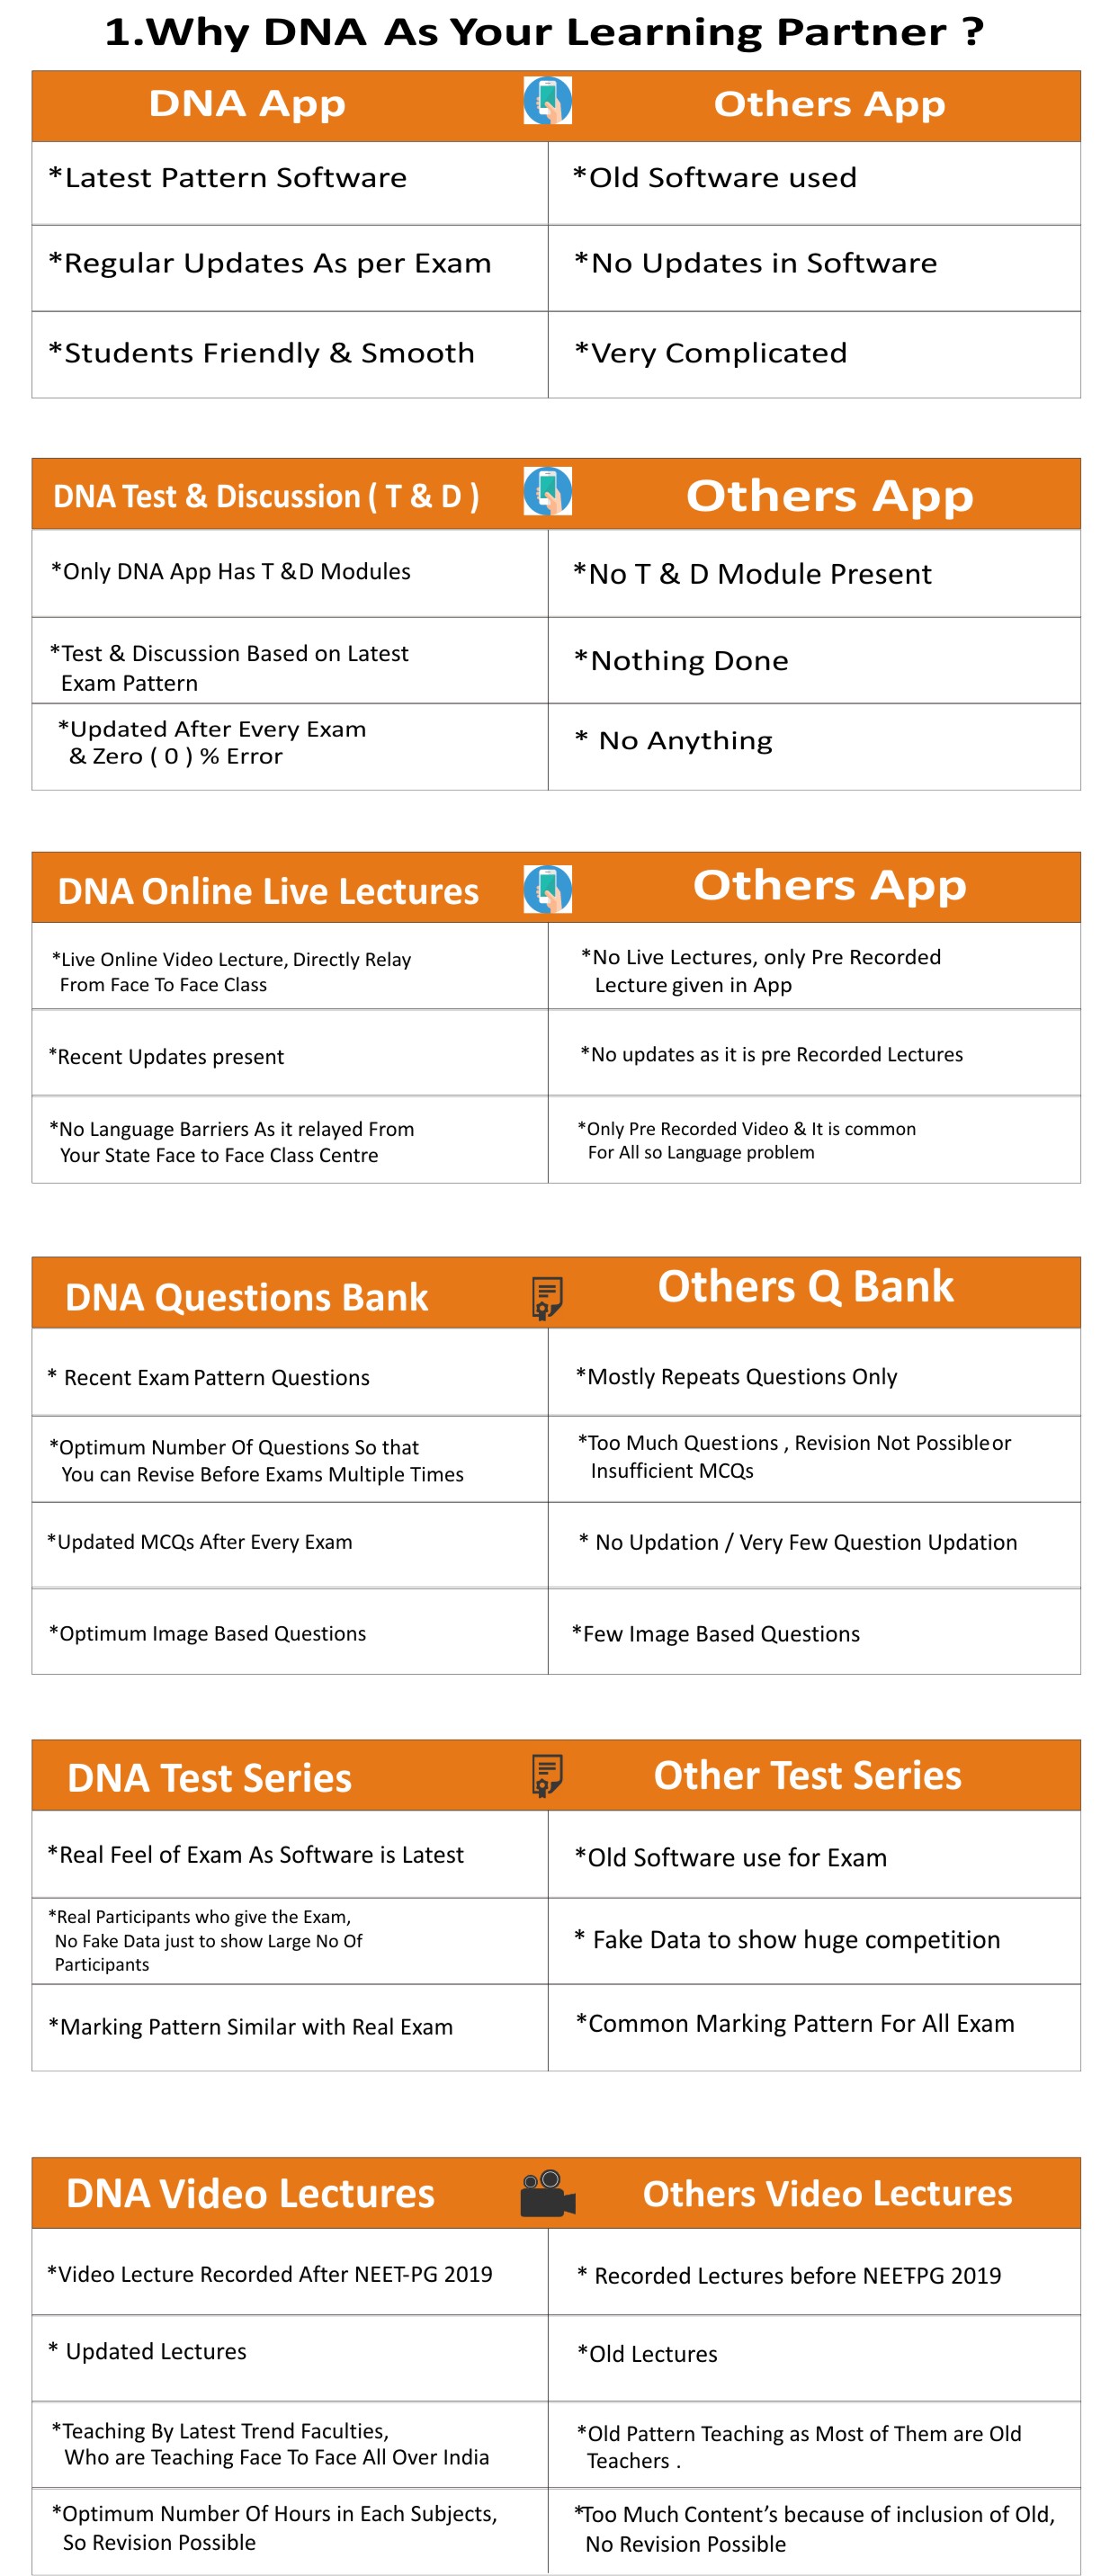 1.Why DNA As Your Learning Partner ?
DNA App
Others App
*Latest Pattern Software
*Old Software used
*Regular Updates As per Exam
*No Updates in Software
*Students Friendly & Smooth
*Very Complicated
DNA Test & Discussion ( T & D )
Others App
*Only DNA App Has T &D Modules
*No T & D Module Present
*Test & Discussion Based on Latest
Exam Pattern
*Nothing Done
*Updated After Every Exam
& Zero ( 0 ) % Error
* No Anything
DNA Online Live Lectures
Others App
*Live Online Video Lecture, Directly Relay
From Face To Face Class
*No Live Lectures, only Pre Recorded
Lecture given in App
*Recent Updates present
*No updates as it is pre Recorded Lectures
*No Language Barriers As it relayed From
Your State Face to Face Class Centre
*Only Pre Recorded Video & It is common
For All so Language problem
DNA Questions Bank
Others Q Bank
* Recent Exam Pattern Questions
*Mostly Repeats Questions Only
*Optimum Number Of Questions So that
You can Revise Before Exams Multiple Times
*Too Much Questions , Revision Not Possible or
Insufficient MCQs
*Updated MCQs After Every Exam
* No Updation / Very Few Question Updation
*Optimum Image Based Questions
*Few Image Based Questions
DNA Test Series
Other Test Series
*Real Feel of Exam As Software is Latest
*Old Software use for Exam
*Real Participants who give the Exam,
No Fake Data just to show Large No Of
Participants
* Fake Data to show huge competition
*Marking Pattern Similar with Real Exam
*Common Marking Pattern For All Exam
DNA Video Lectures
Others Video Lectures
*Video Lecture Recorded After NEET-PG 2019
* Recorded Lectures before NEET-PG 2019
* Updated Lectures
*Old Lectures
*Teaching By Latest Trend Faculties,
Who are Teaching Face To Face All Over India
*Old Pattern Teaching as Most of Them are Old
Teachers .
*Optimum Number Of Hours in Each Subjects,
So Revision Possible
*Too Much Content’s because of inclusion of Old,
No Revision Possible